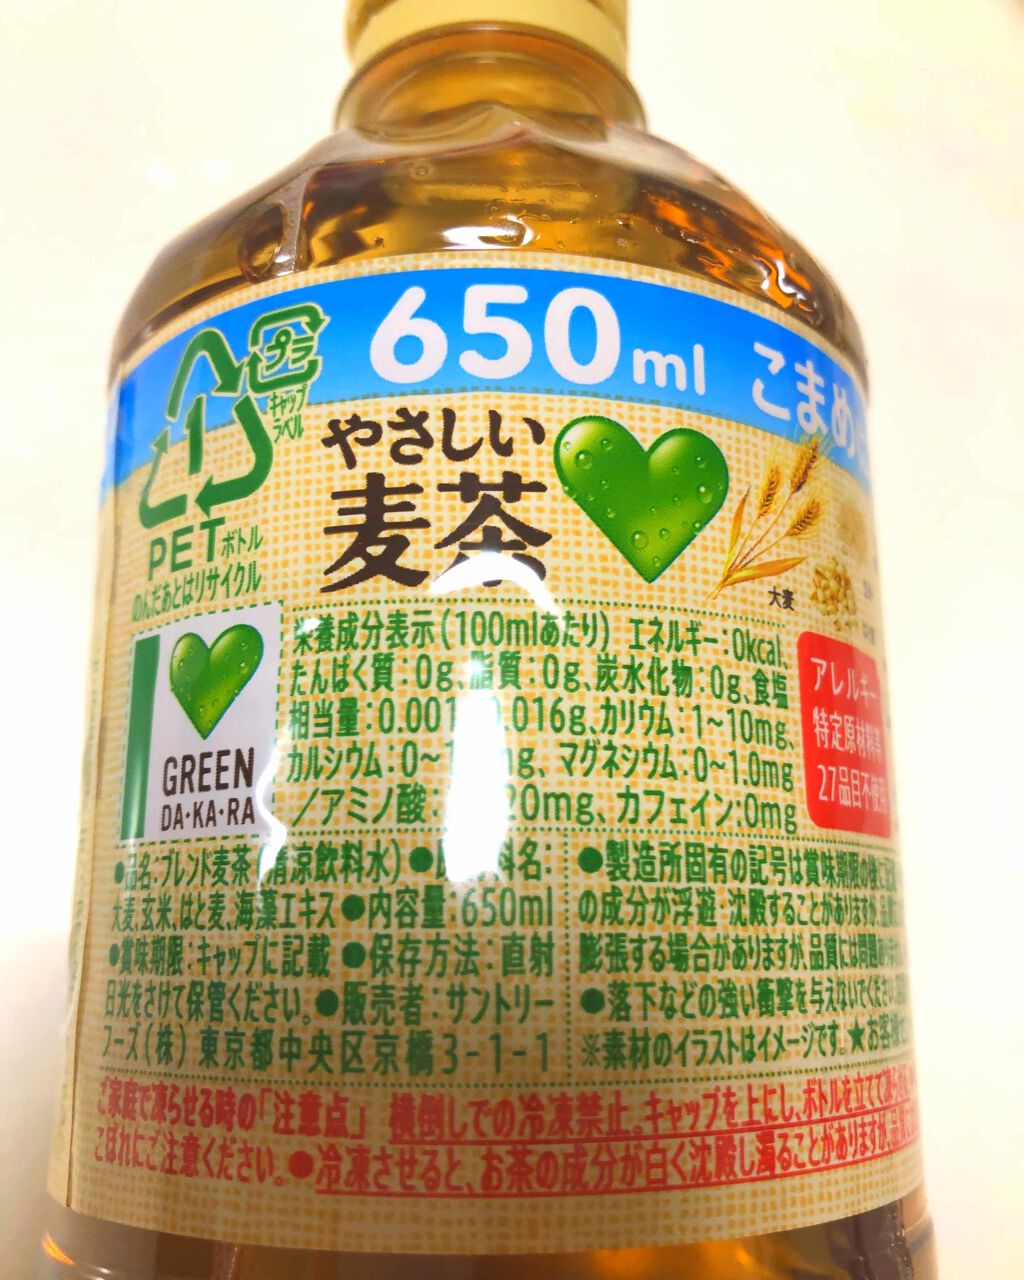 650ml こまめ
プラ
キャップ
ラベル
1
PETボトル
のんだあとはリサイクル
やさしい
麦茶
大麦
GREEN
DA・KA・RA
栄養成分表示(100mlあたり) エネルギー:0kcal、
たんぱく質:0g、脂質:0g、炭水化物:0g、食塩
相当量:0.001 0.016g、カリウム:1~10mg、
カルシウム:0~ mg、マグネシウム:0~1.0mg
/アミノ酸 20mg、カフェイン:0mg
アレルギー
特定原材料等
27品目不使用
●品名:ブレンド麦茶(清涼飲料水)● 料名:
大麦、玄米、はと麦、海藻エキス●内容量:650ml
●賞味期限:キャップに記載 ●保存方法:直射
日光をさけて保管ください。●販売者:サントリー
フーズ(株) 東京都中央区京橋3-1-1
●製造所固有の記号は賞味期限の後に
の成分が浮遊・沈殿することがありますが、品質に
膨張する場合がありますが、品質には問題ありません
●落下などの強い衝撃を与えないでください。
※素材のイラストはイメージです。★お客様
ご家庭で凍らせる時の「注意点」 横倒しでの冷凍禁止。キャップを上にし、ボトルを立てて
こぼれにご注意ください。●冷凍させると、お茶の成分が白く沈殿し濁ることがありますが、品質